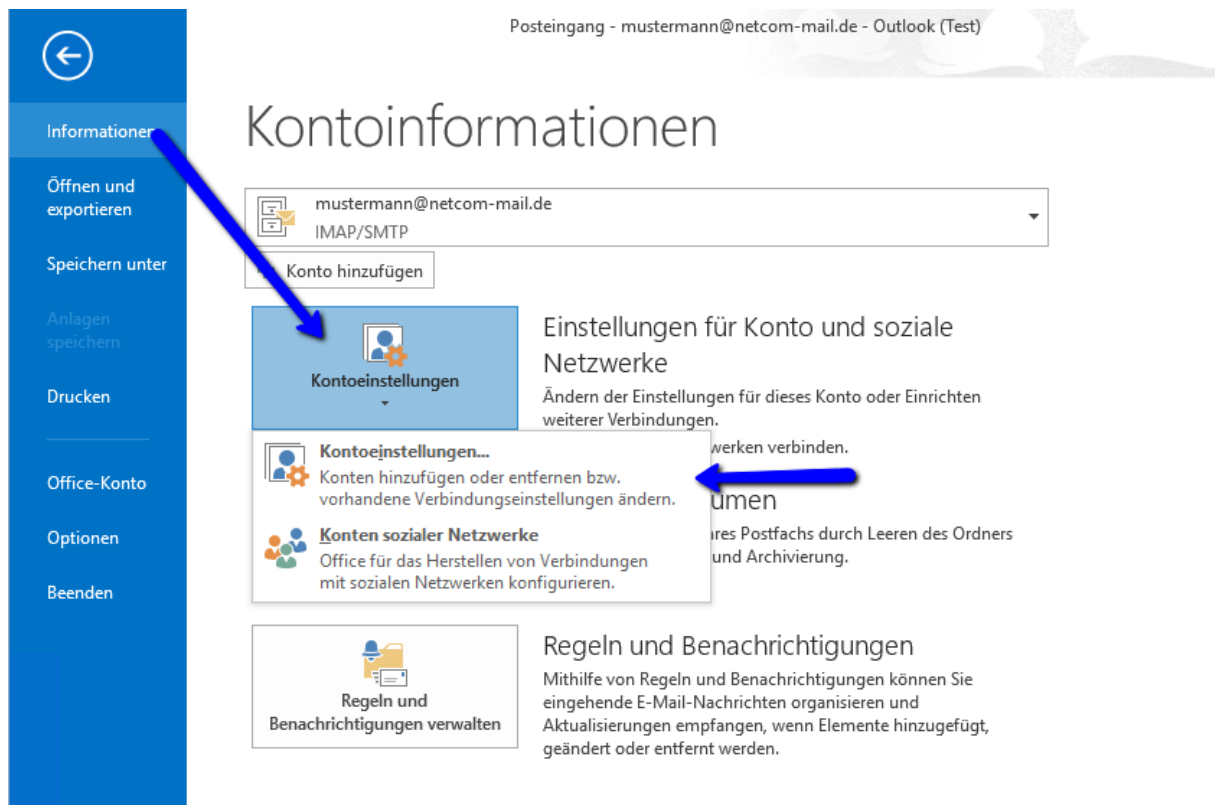 Posteingang - mustermann@netcom-mail.de - Outlook (Test)
Informationen
Öffnen und
exportieren
Speichern unter
Anlagen
speichern
Drucken
Office-Konto
Optionen
Beenden
Kontoinformationen
mustermann@netcom-mail.de
IMAP/SMTP
Konto hinzufügen
Kontoeinstellungen
Einstellungen für Konto und soziale
Netzwerke
Ändern der Einstellungen für dieses Konto oder Einrichten
weiterer Verbindungen.
werken verbinden.
Kontoeinstellungen...
Konten hinzufügen oder entfernen bzw.
vorhandene Verbindungseinstellungen ändern.
Konten sozialer Netzwerke
Office für das Herstellen von Verbindungen
mit sozialen Netzwerken konfigurieren.
umen
res Postfachs durch Leeren des Ordners
und Archivierung.
Regeln und
Benachrichtigungen verwalten
Regeln und Benachrichtigungen
Mithilfe von Regeln und Benachrichtigungen können Sie
eingehende E-Mail-Nachrichten organisieren und
Aktualisierungen empfangen, wenn Elemente hinzugefügt,
geändert oder entfernt werden.